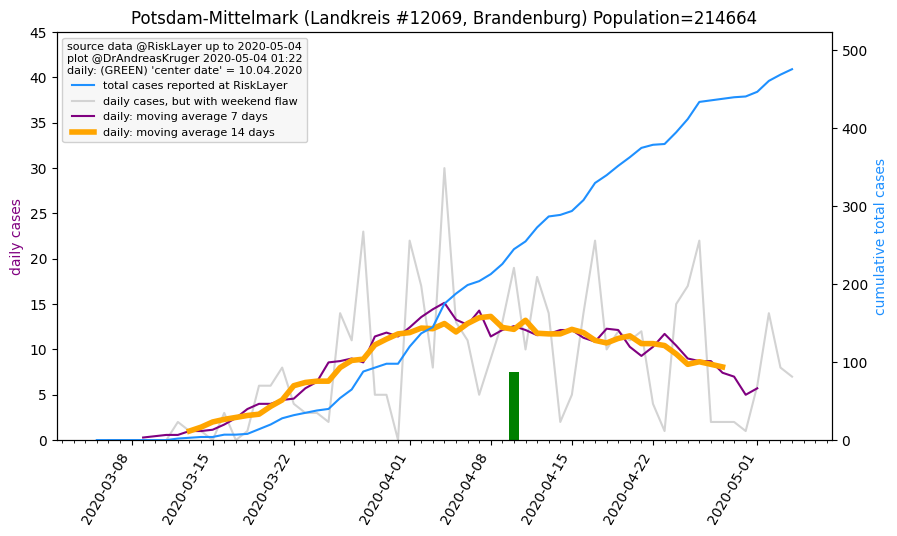 Potsdam-Mittelmark (Landkreis #12069, Brandenburg) Population=214664
source data @RiskLayer up to 2020-05-04
plot @DrAndreasKruger 2020-05-04 01:22
daily: (GREEN) 'center date' = 10.04.2020
total cases reported at RiskLayer
daily cases, but with weekend flaw
daily: moving average 7 days
daily: moving average 14 days
daily cases
45
40
35
30
25
20
15
10
5
0
500
400
300
200
100
0
cumulative total cases
2020-03-08
2020-03-15
2020-03-22
2020-04-01
2020-04-08
2020-04-15
2020-04-22
2020-05-01